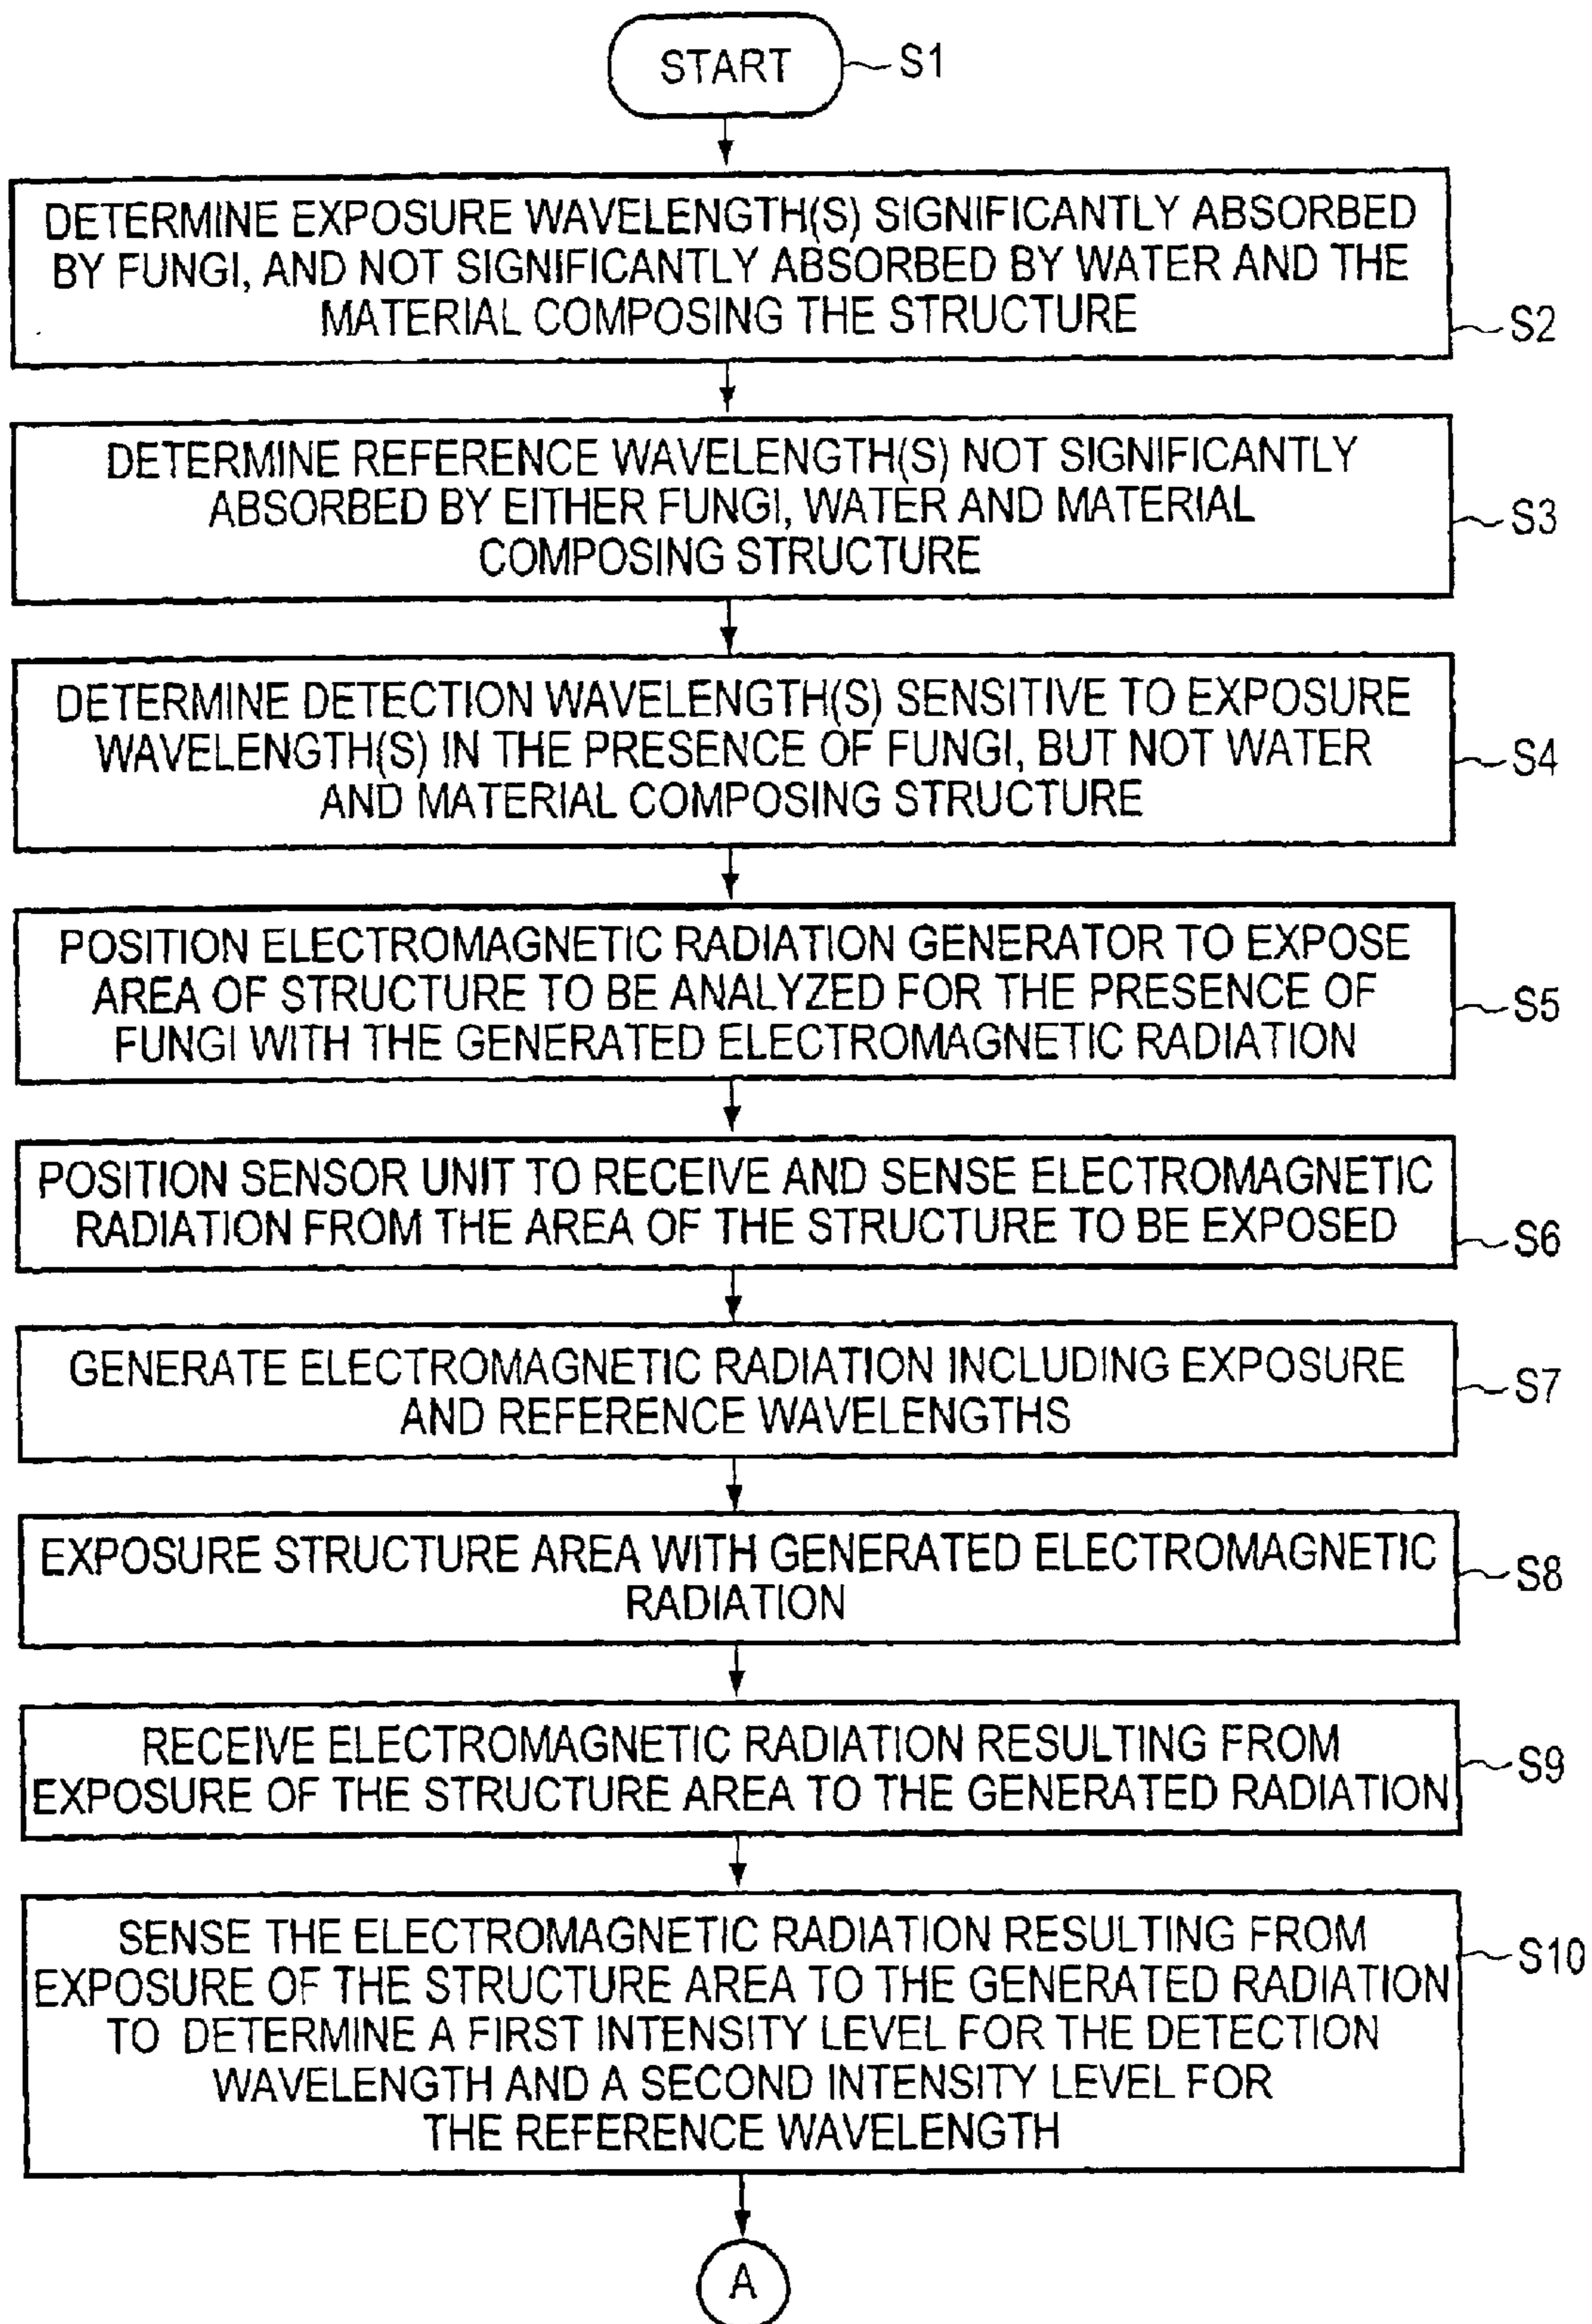 START
S1
DETERMINE EXPOSURE WAVELENGTH(S) SIGNIFICANTLY ABSORBED
BY FUNGI, AND NOT SIGNIFICANTLY ABSORBED BY WATER AND THE
MATERIAL COMPOSING THE STRUCTURE
S2
DETERMINE REFERENCE WAVELENGTH(S) NOT SIGNIFICANTLY
ABSORBED BY EITHER FUNGI, WATER AND MATERIAL
COMPOSING STRUCTURE
S3
DETERMINE DETECTION WAVELENGTH(S) SENSITIVE TO EXPOSURE
WAVELENGTH(S) IN THE PRESENCE OF FUNGI, BUT NOT WATER
AND MATERIAL COMPOSING STRUCTURE
S4
POSITION ELECTROMAGNETIC RADIATION GENERATOR TO EXPOSE
AREA OF STRUCTURE TO BE ANALYZED FOR THE PRESENCE OF
FUNGI WITH THE GENERATED ELECTROMAGNETIC RADIATION
S5
POSITION SENSOR UNIT TO RECEIVE AND SENSE ELECTROMAGNETIC
RADIATION FROM THE AREA OF THE STRUCTURE TO BE EXPOSED
S6
GENERATE ELECTROMAGNETIC RADIATION INCLUDING EXPOSURE
AND REFERENCE WAVELENGTHS
S7
EXPOSURE STRUCTURE AREA WITH GENERATED ELECTROMAGNETIC
RADIATION
S8
RECEIVE ELECTROMAGNETIC RADIATION RESULTING FROM
EXPOSURE OF THE STRUCTURE AREA TO THE GENERATED RADIATION
S9
SENSE THE ELECTROMAGNETIC RADIATION RESULTING FROM
EXPOSURE OF THE STRUCTURE AREA TO THE GENERATED RADIATION
TO DETERMINE A FIRST INTENSITY LEVEL FOR THE DETECTION
WAVELENGTH AND A SECOND INTENSITY LEVEL FOR
THE REFERENCE WAVELENGTH
S10
A